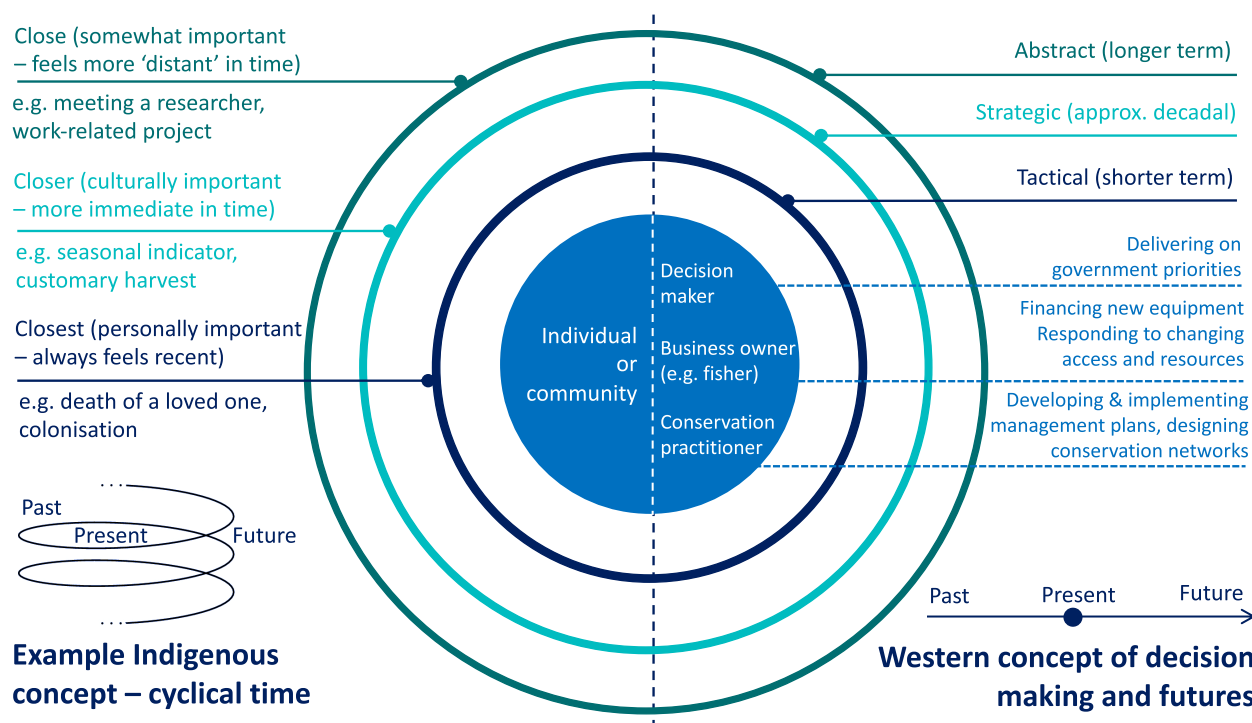 Close (somewhat important
– feels more ‘distant’ in time)
e.g. meeting a researcher,
work-related project
Closer (culturally important
– more immediate in time)
e.g. seasonal indicator,
customary harvest
Closest (personally important
– always feels recent)
e.g. death of a loved one,
colonisation
...
Past
Present
Future
...
Example Indigenous
concept – cyclical time
Individual
or
community
Decision
maker
Business owner
(e.g. fisher)
Conservation
practitioner
Abstract (longer term)
Strategic (approx. decadal)
Tactical (shorter term)
Delivering on
government priorities
Financing new equipment
Responding to changing
access and resources
Developing & implementing
management plans, designing
conservation networks
Past
Present
Future
Western concept of decision
making and futures